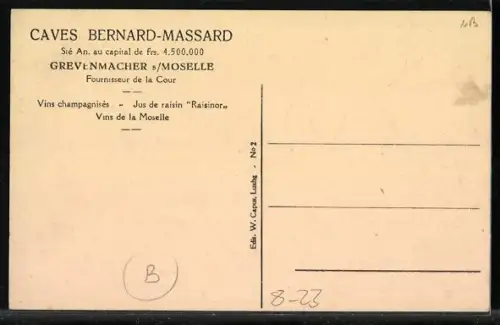 CAVES BERNARD-MASSARD
Sté An. au capital de Frs. 4.500.000
GREVENMACHER s/MOSELLE
Fournisseur de la Cour
Vins champagnisés - Jus de raisin "Raisinor"
Vins de la Moselle
Edit. W. Capus, Luxbg - No 2
B
8-23